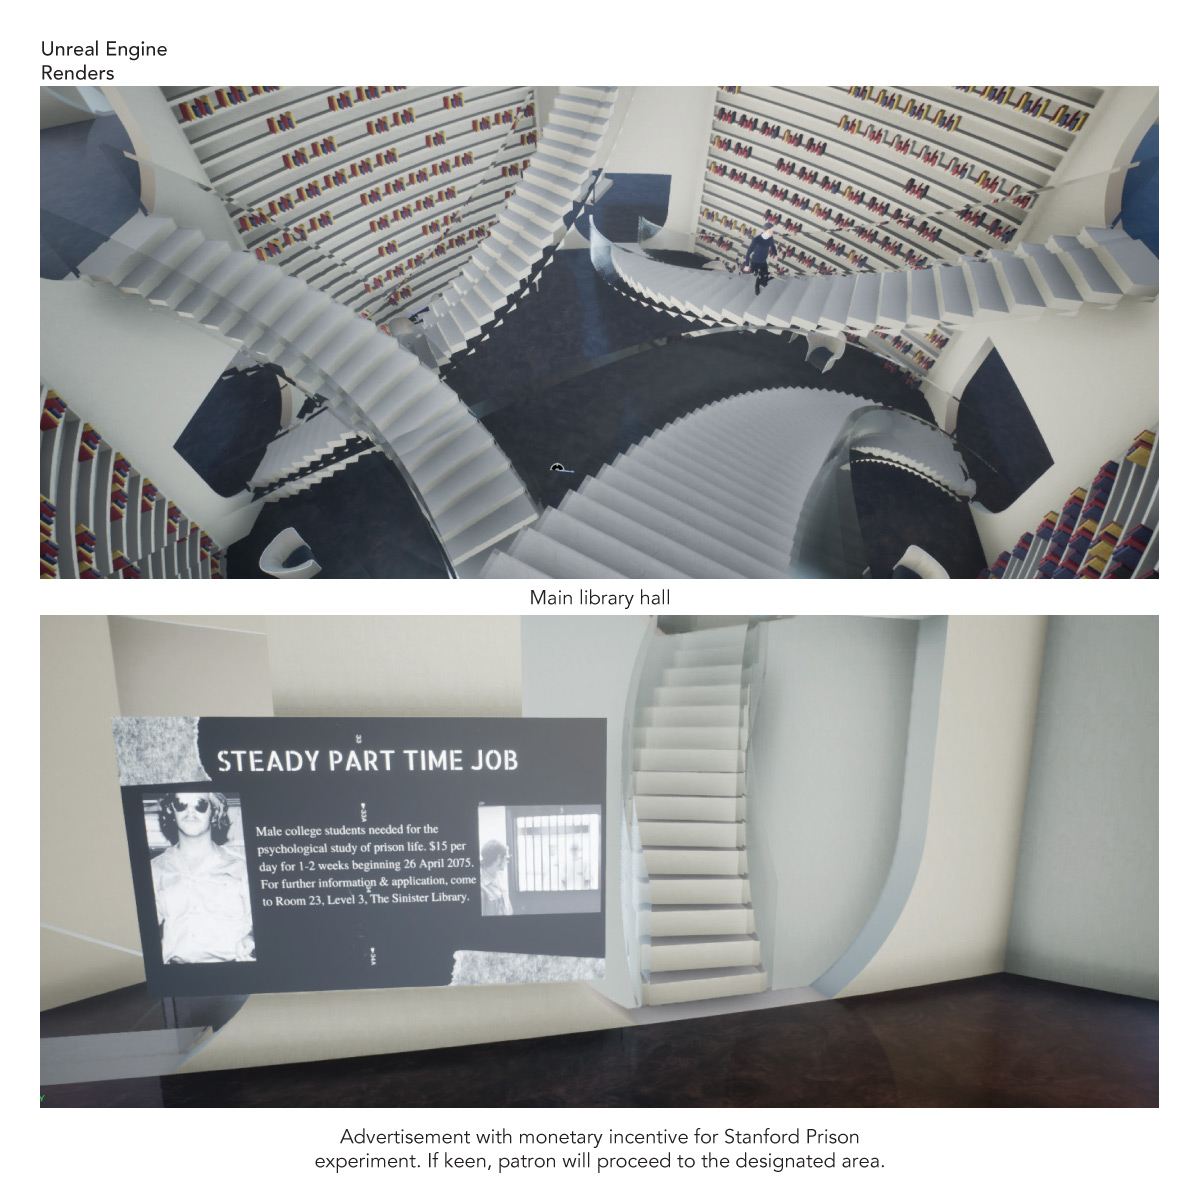 Unreal Engine
Renders
Main library hall
STEADY PART TIME JOB
Male college students needed for the
psychological study of prison life. $15 per
day for 1-2 weeks beginning 26 April 2075.
For further information & application, come
to Room 23, Level 3, The Sinister Library.
Advertisement with monetary incentive for Stanford Prison
experiment. If keen, patron will proceed to the designated area.